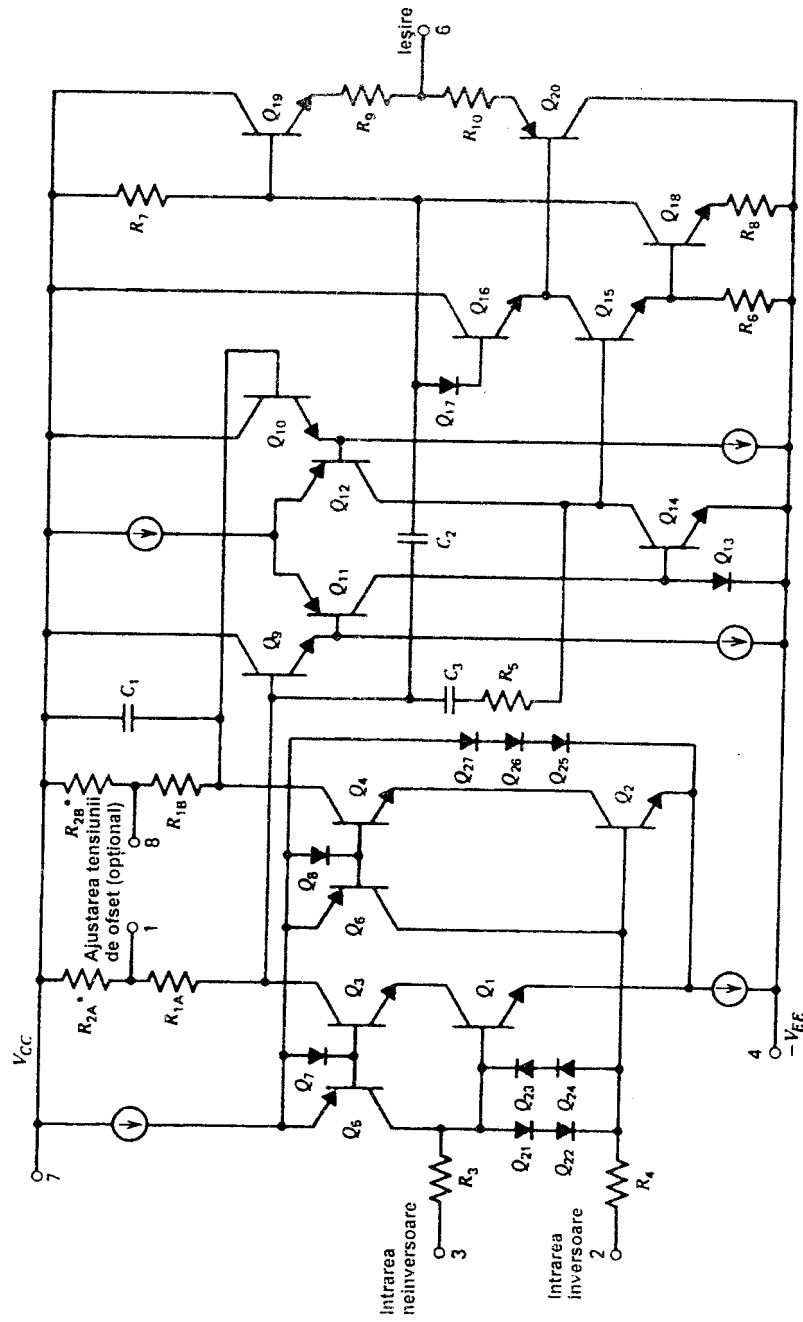 V_CC
7
R_2A*
Ajustarea tensiunii
de ofset (opțional)
R_2B*
1
8
R_1A
R_1B
C_1
R_7
Q_19
R_9
Ieșire
6
R_10
Q_20
Q_7
Q_6
Q_3
Q_8
Q_6
Q_4
Q_9
Q_11
Q_12
Q_10
C_2
Q_17
Q_16
Q_15
Q_18
Q_27
Q_26
Q_25
C_3
R_5
Q_14
Q_13
R_6
R_8
Intrarea
neinversoare
3
R_3
Q_1
Q_2
Q_21
Q_22
Q_23
Q_24
Intrarea
inversoare
2
R_4
4
−V_EE